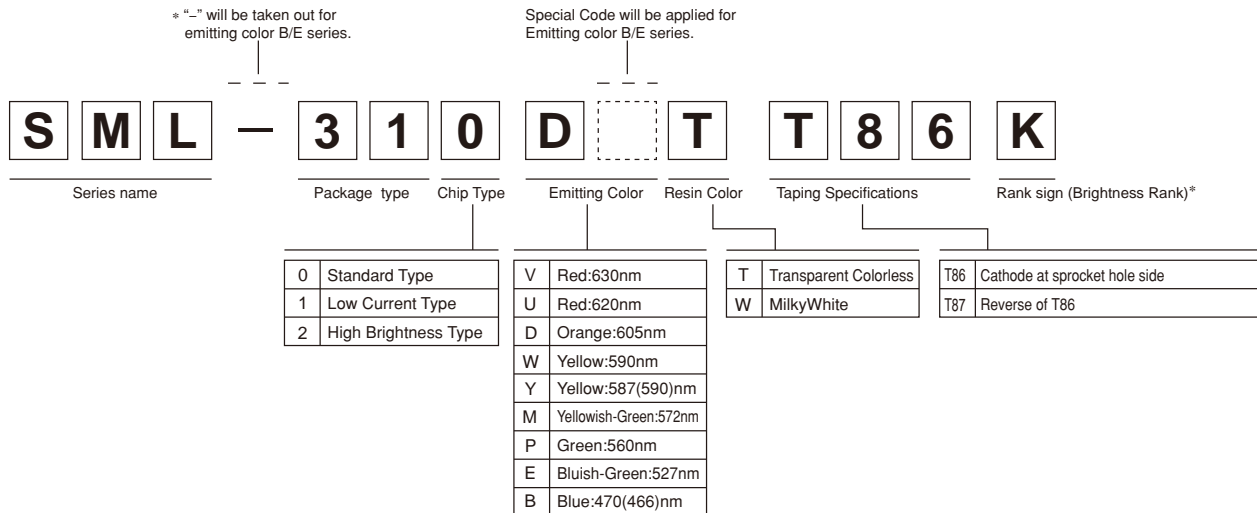 * “–” will be taken out for
emitting color B/E series.
Special Code will be applied for
Emitting color B/E series.
S M L – 3 1 0 D T T 8 6 K
Series name Package type Chip Type Emitting Color Resin Color Taping Specifications Rank sign (Brightness Rank)*
0 Standard Type
1 Low Current Type
2 High Brightness Type
V Red:630nm
U Red:620nm
D Orange:605nm
W Yellow:590nm
Y Yellow:587(590)nm
M Yellowish-Green:572nm
P Green:560nm
E Bluish-Green:527nm
B Blue:470(466)nm
T Transparent Colorless
W MilkyWhite
T86 Cathode at sprocket hole side
T87 Reverse of T86